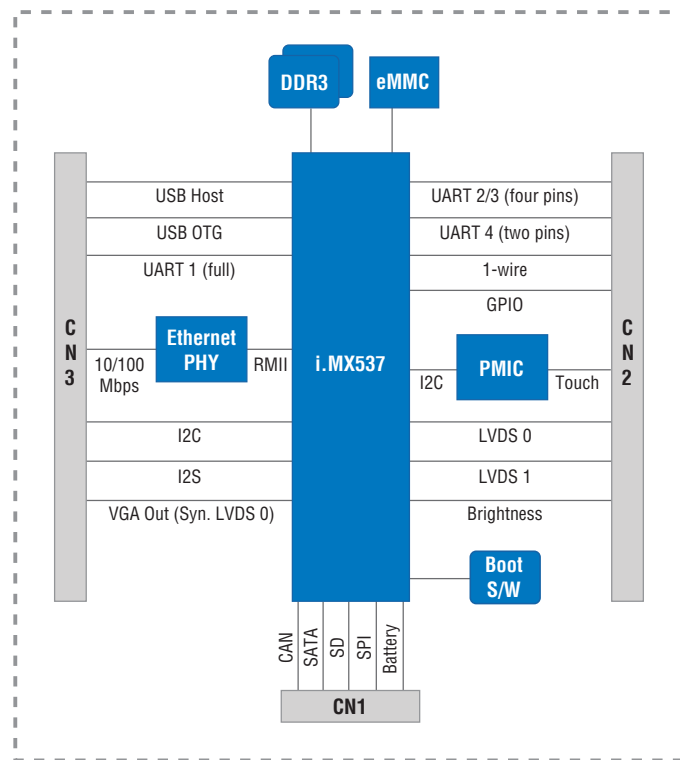 DDR3
eMMC
USB Host
USB OTG
UART 1 (full)
C
N
3
10/100
Mbps
Ethernet
PHY
RMII
I2C
I2S
VGA Out (Syn. LVDS 0)
i.MX537
UART 2/3 (four pins)
UART 4 (two pins)
1-wire
GPIO
I2C
PMIC
Touch
C
N
2
LVDS 0
LVDS 1
Brightness
Boot
S/W
CAN
SATA
SD
SPI
Battery
CN1